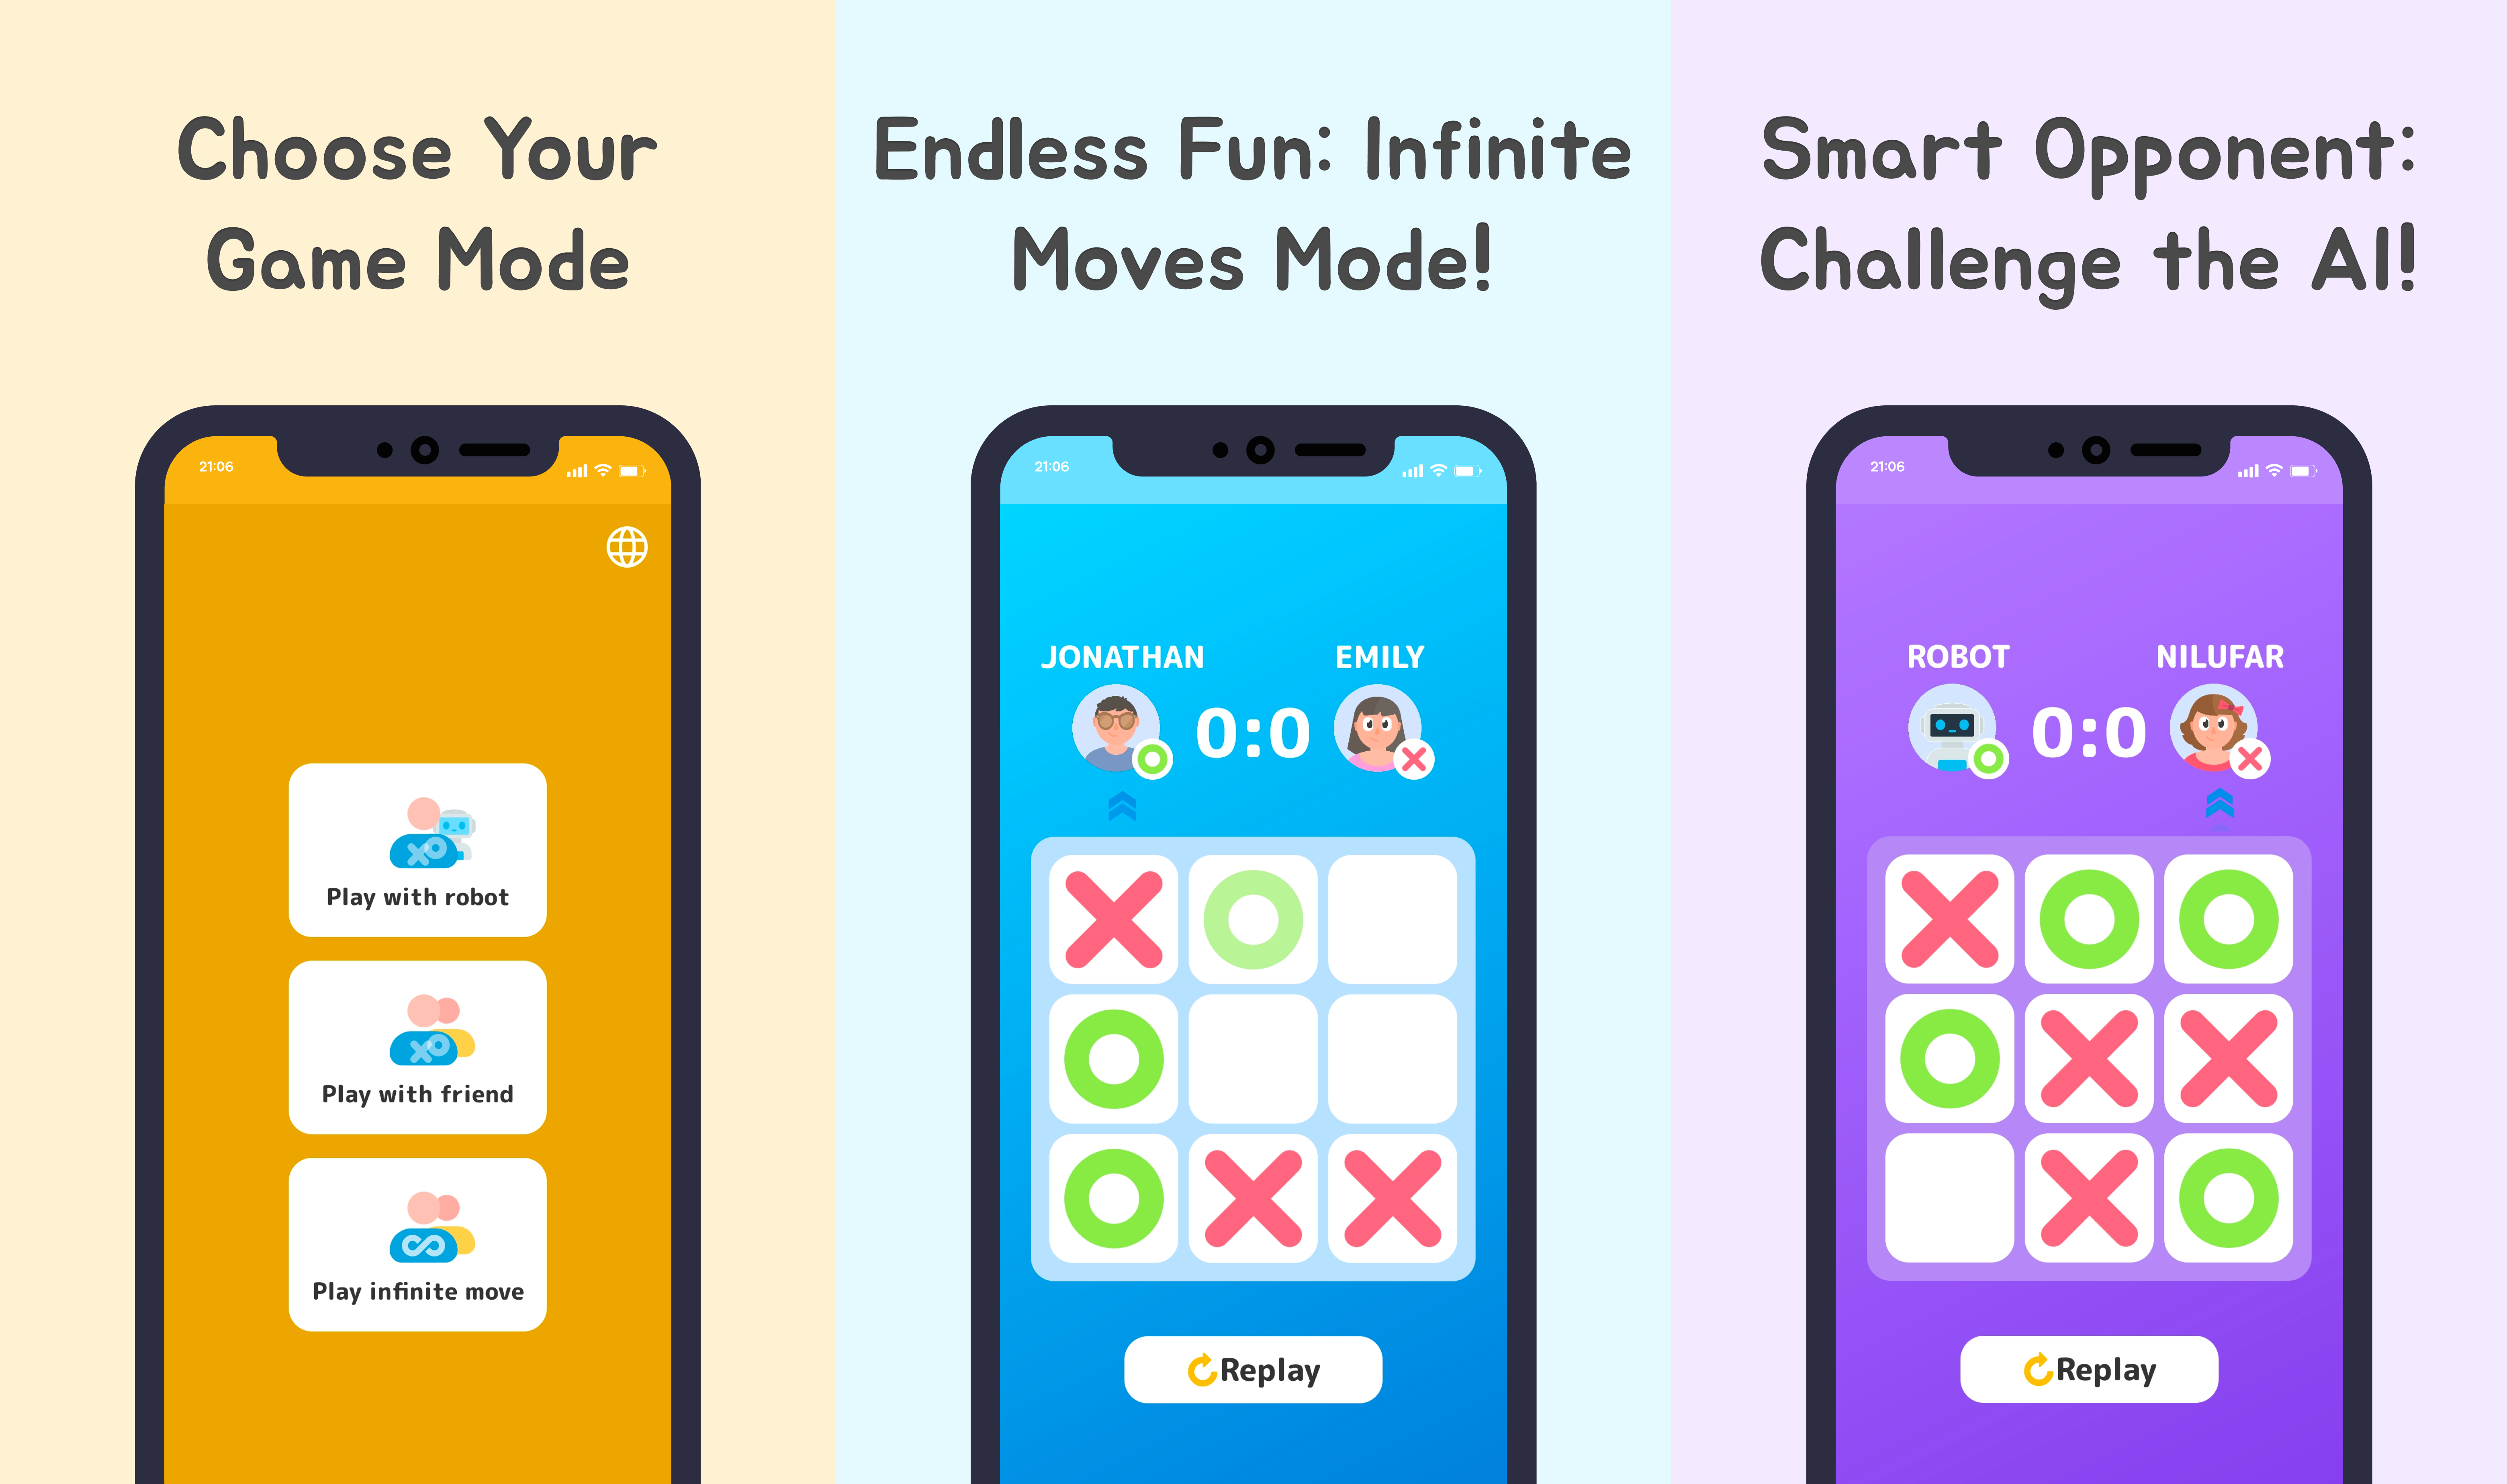 Choose Your
Game Mode
21:06
Play with robot
Play with friend
Play infinite move
Endless Fun: Infinite
Moves Mode!
21:06
JONATHAN
EMILY
0:0
Replay
Smart Opponent:
Challenge the AI!
21:06
ROBOT
NILUFAR
0:0
Replay